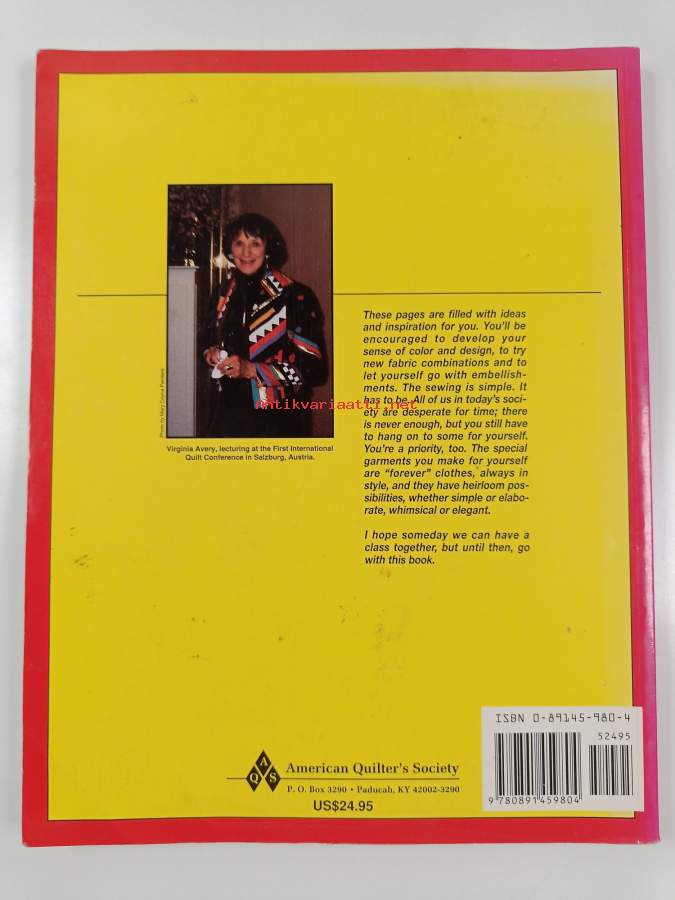 Photo by Mary Coyne Penders
Virginia Avery, lecturing at the First International
Quilt Conference in Salzburg, Austria.
These pages are filled with ideas
and inspiration for you. You'll be
encouraged to develop your
sense of color and design, to try
new fabric combinations and to
let yourself go with embellish-
ments. The sewing is simple. It
has to be. All of us in today's soci-
ety are desperate for time; there
is never enough, but you still have
to hang on to some for yourself.
You're a priority, too. The special
garments you make for yourself
are "forever" clothes, always in
style, and they have heirloom pos-
sibilities, whether simple or elabo-
rate, whimsical or elegant.
I hope someday we can have a
class together, but until then, go
with this book.
antikvariaatti.net
ISBN 0-89145-980-4
52495
9 780891 459804
A
Q S
American Quilter's Society
P. O. Box 3290 • Paducah, KY 42002-3290
US$24.95